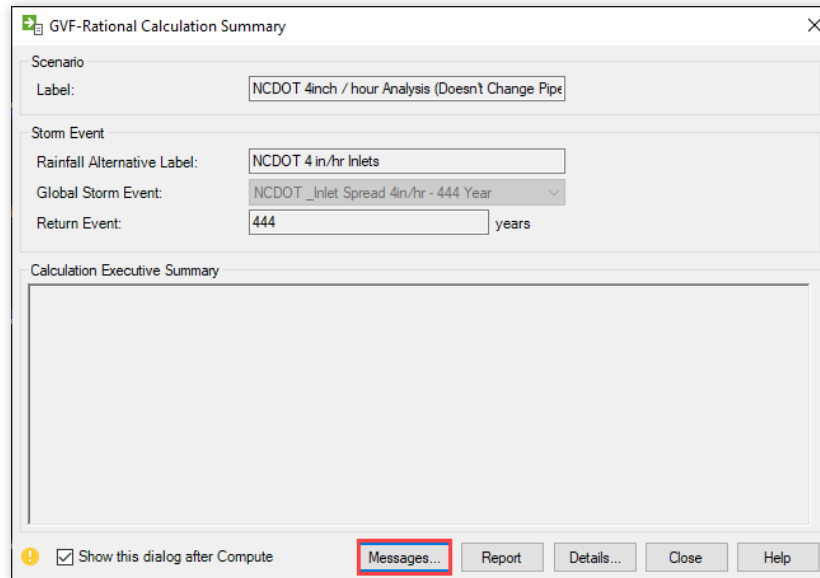 GVF-Rational Calculation Summary
Scenario
Label: NCDOT 4inch / hour Analysis (Doesn't Change Pipe
Storm Event
Rainfall Alternative Label: NCDOT 4 in/hr Inlets
Global Storm Event: NCDOT _Inlet Spread 4in/hr - 444 Year
Return Event: 444 years
Calculation Executive Summary
Show this dialog after Compute Messages... Report Details... Close Help